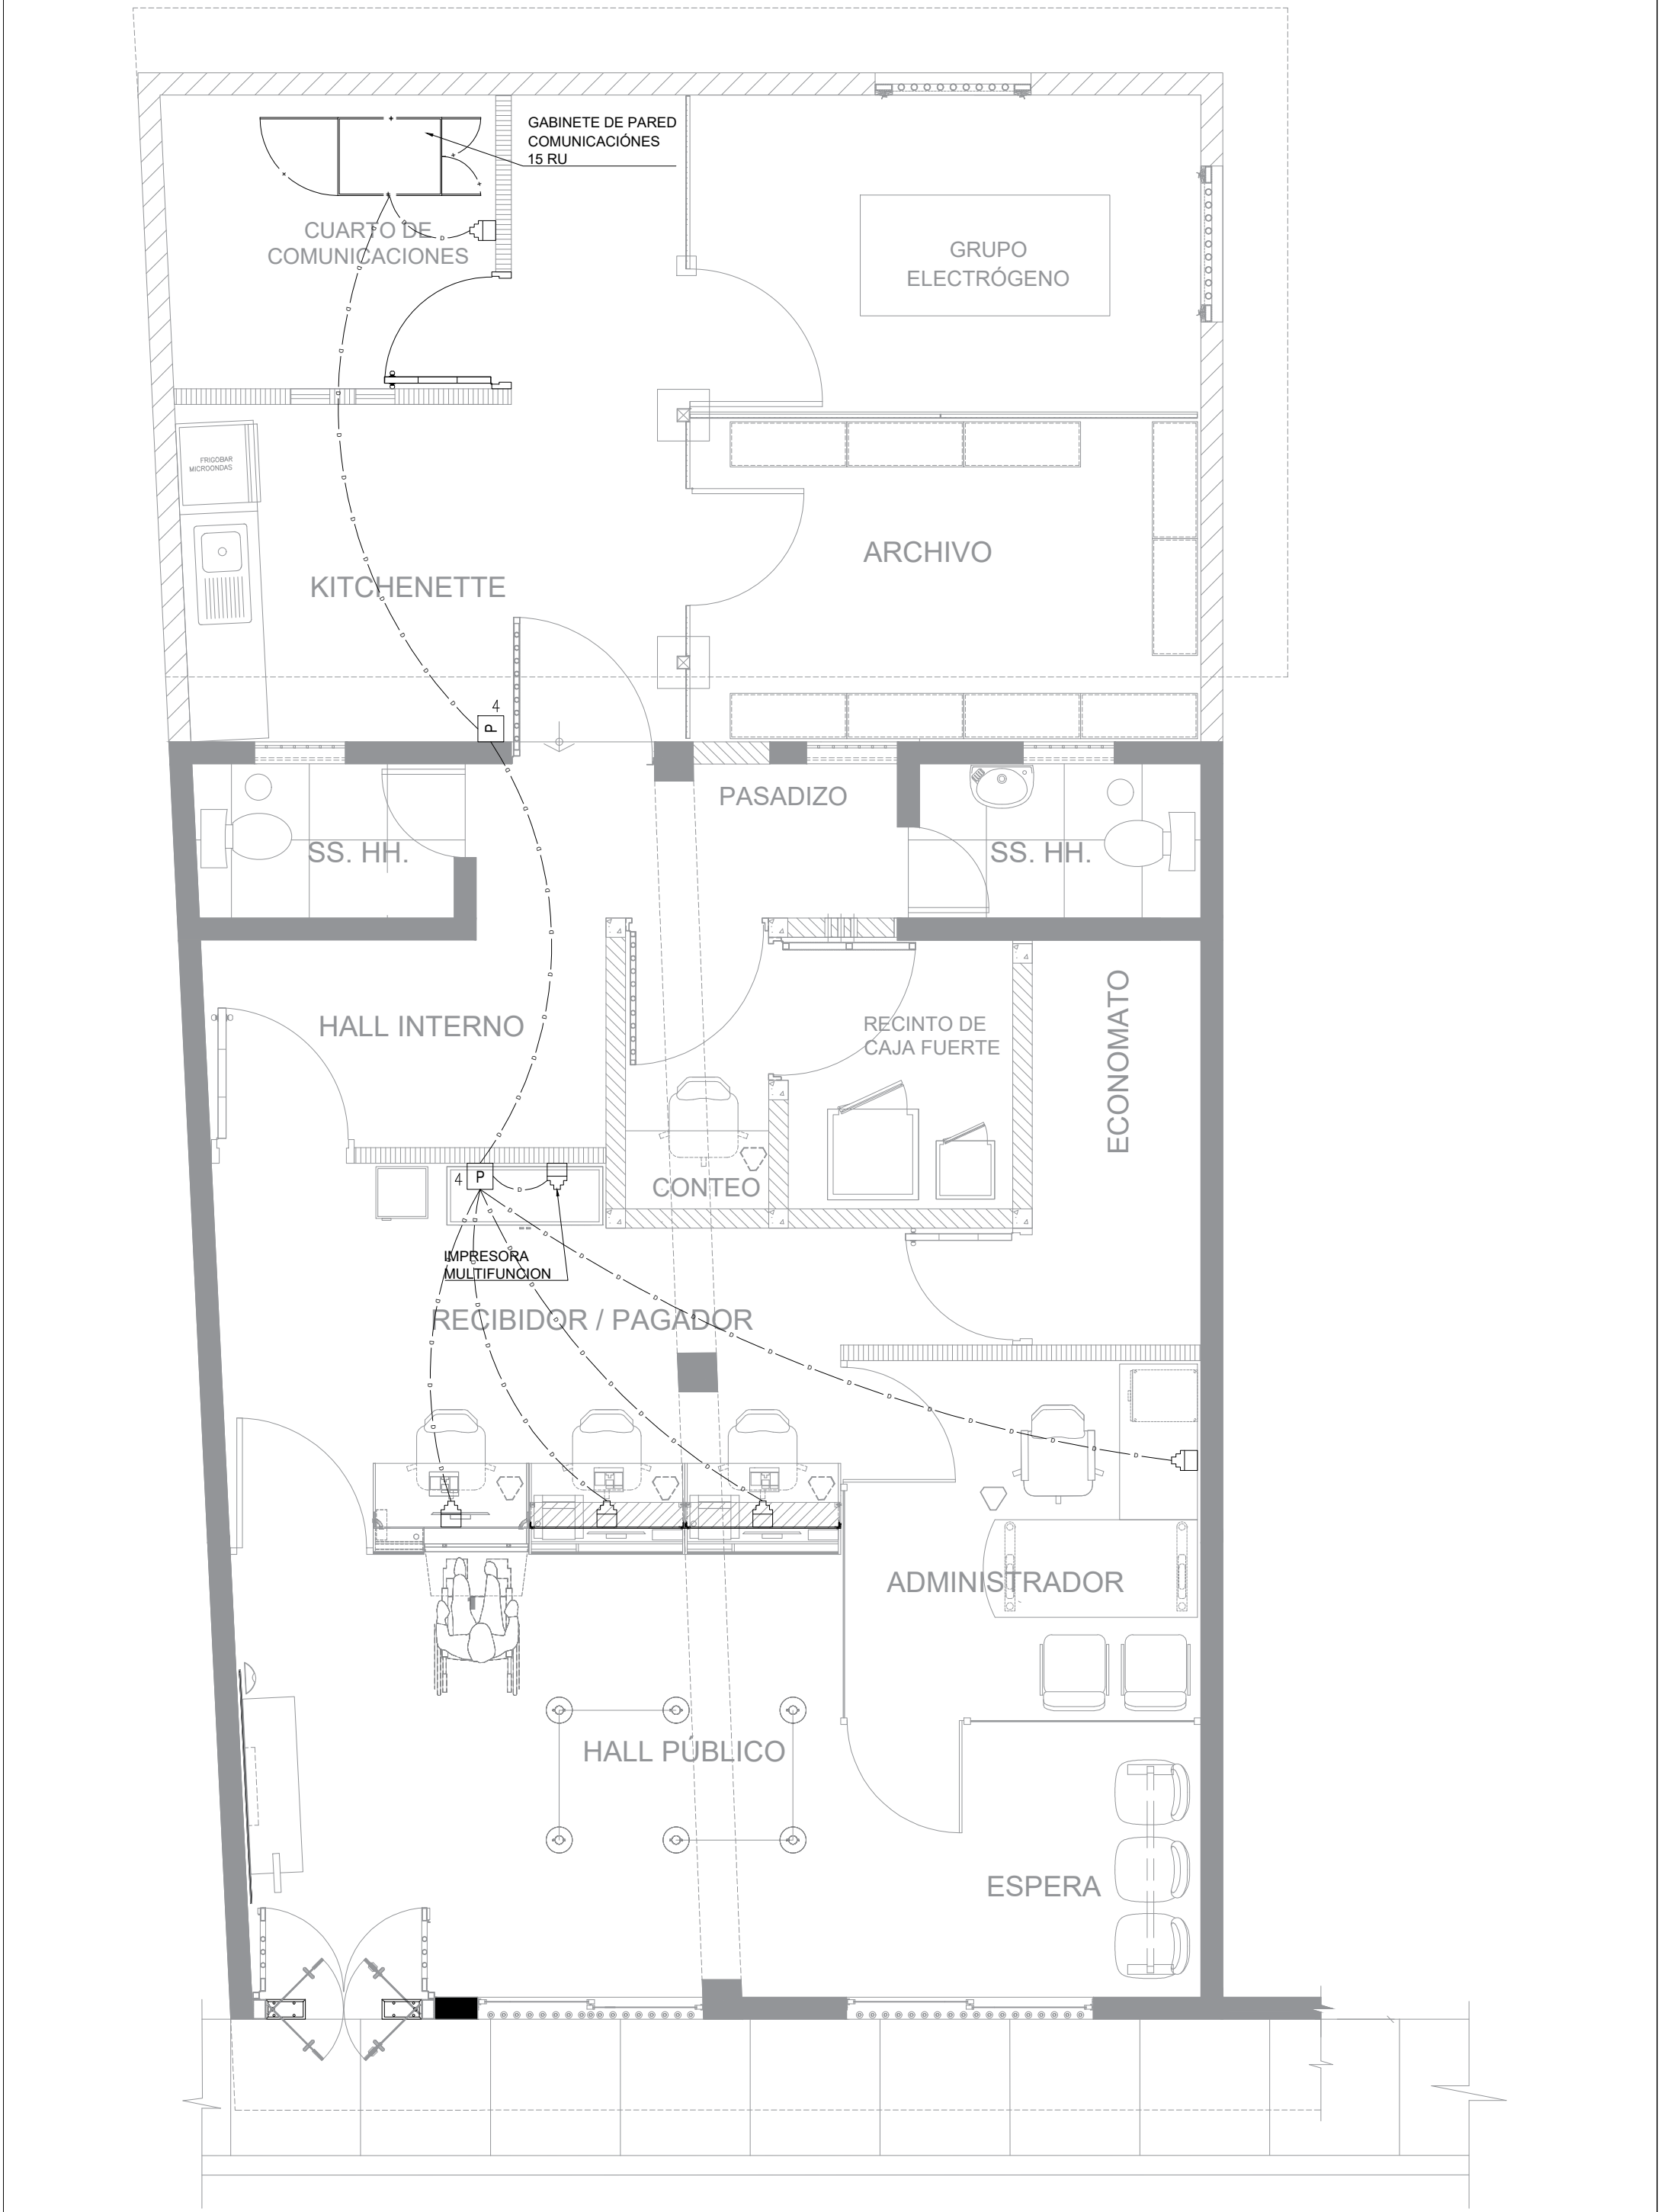 GABINETE DE PARED
COMUNICACIÓNES
15 RU
CUARTO DE
COMUNICACIONES
GRUPO
ELECTRÓGENO
FRIGOBAR
MICROONDAS
ARCHIVO
KITCHENETTE
4
P
PASADIZO
SS. HH.
SS. HH.
HALL INTERNO
RECINTO DE
CAJA FUERTE
ECONOMATO
4
P
CONTEO
IMPRESORA
MULTIFUNCION
RECIBIDOR / PAGADOR
ADMINISTRADOR
HALL PÚBLICO
ESPERA